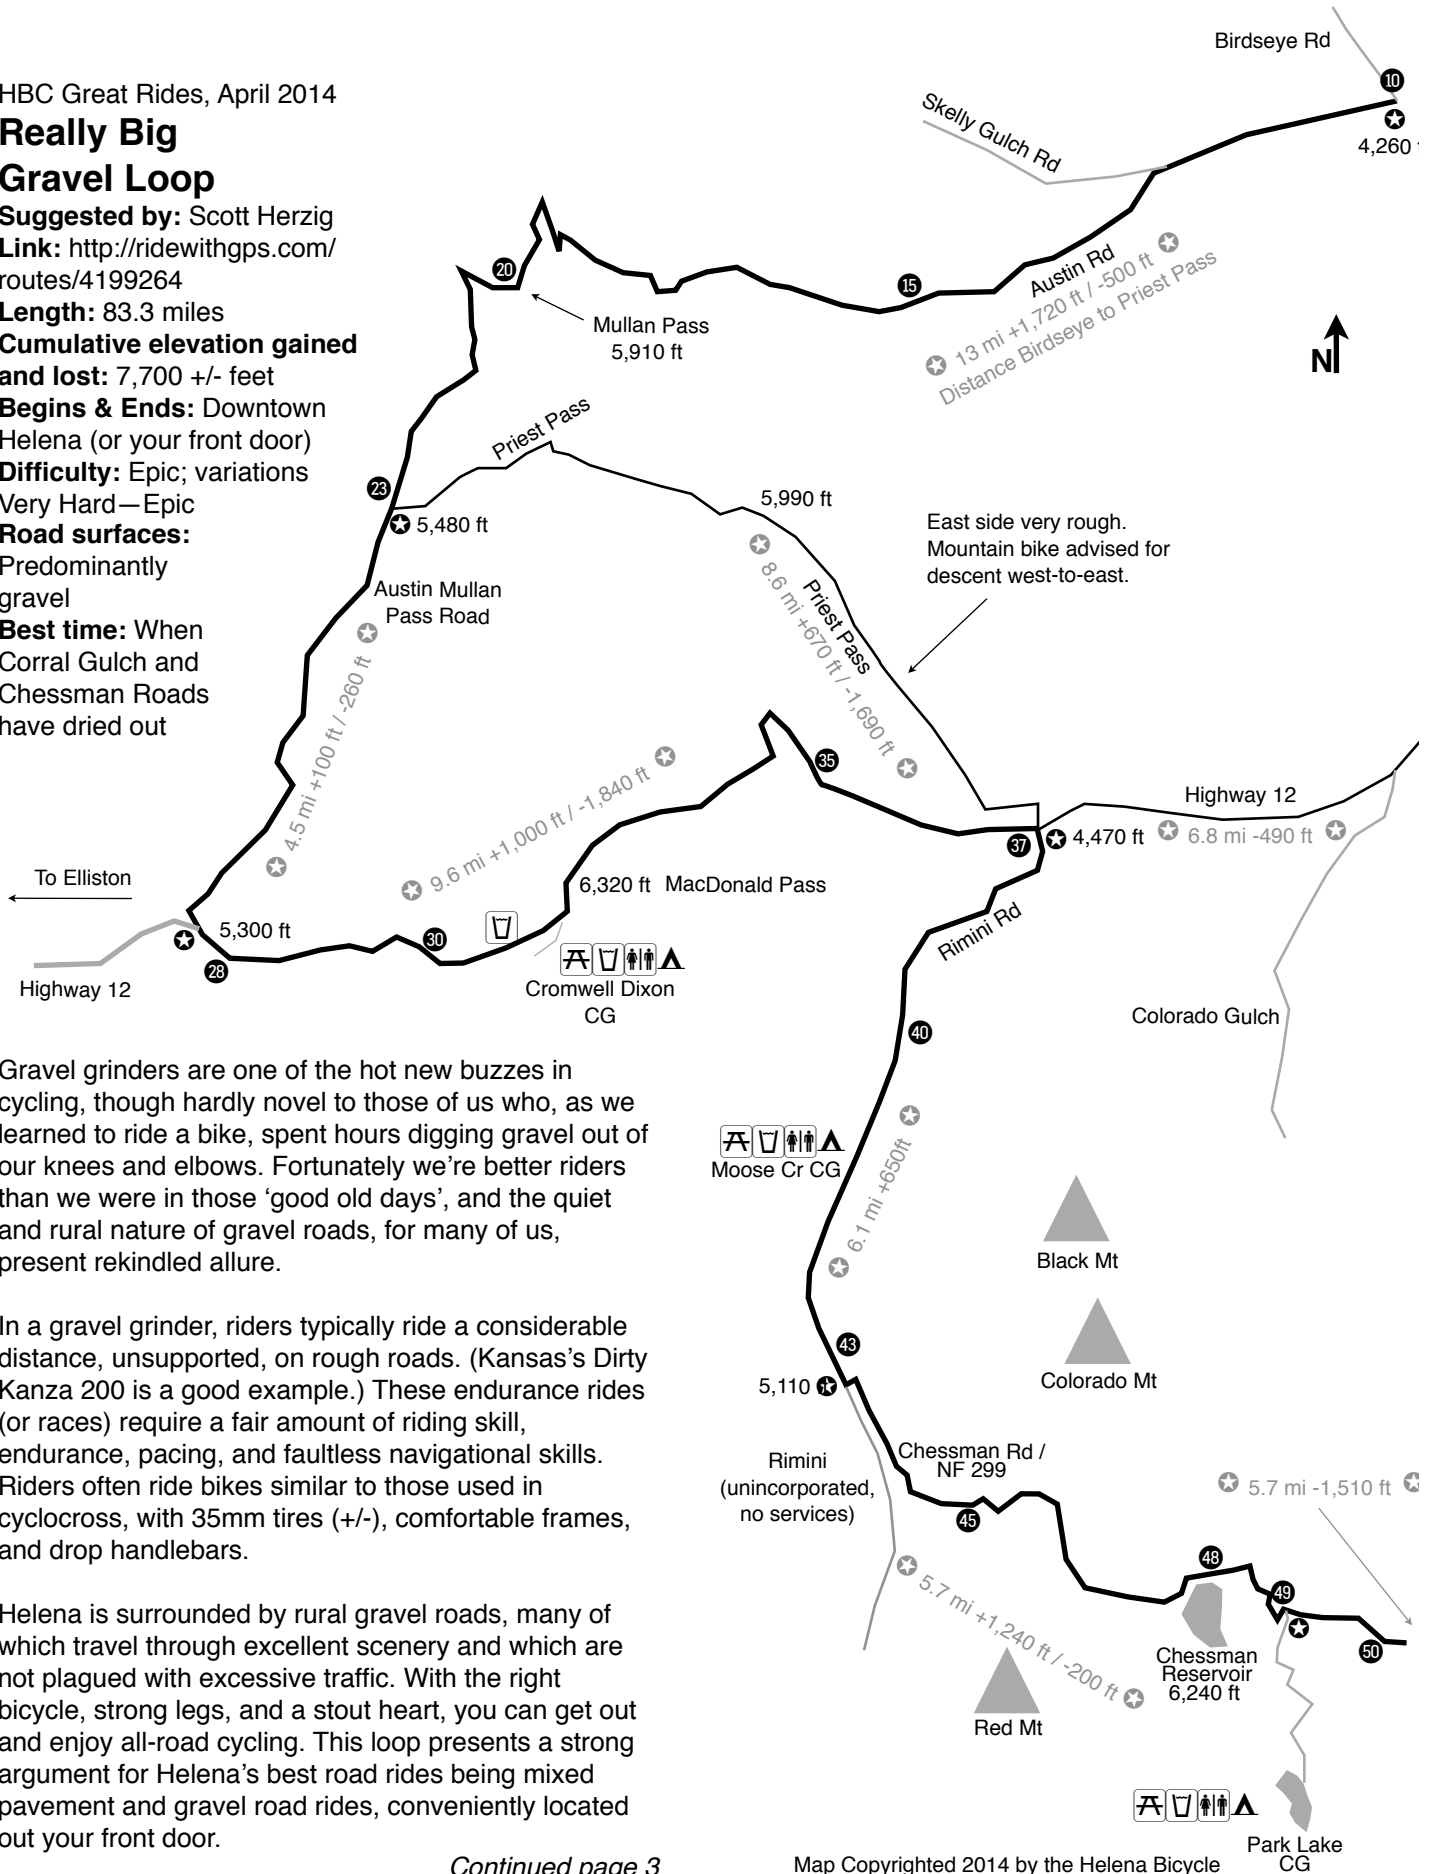 HBC Great Rides, April 2014
Really Big
Gravel Loop
Suggested by: Scott Herzig
Link: http://ridewithgps.com/
routes/4199264
Length: 83.3 miles
Cumulative elevation gained
and lost: 7,700 +/- feet
Begins & Ends: Downtown
Helena (or your front door)
Difficulty: Epic; variations
Very Hard—Epic
Road surfaces:
Predominantly
gravel
Best time: When
Corral Gulch and
Chessman Roads
have dried out
Birdseye Rd
10
4,260
Skelly Gulch Rd
Austin Rd
13 mi +1,720 ft / -500 ft
Distance Birdseye to Priest Pass
15
20
Mullan Pass
5,910 ft
N
Priest Pass
23
5,480 ft
5,990 ft
East side very rough.
Mountain bike advised for
descent west-to-east.
Austin Mullan
Pass Road
Priest Pass
8.6 mi +670 ft / -1,690 ft
4.5 mi +100 ft / -260 ft
9.6 mi +1,000 ft / -1,840 ft
35
Highway 12
37
4,470 ft
6.8 mi -490 ft
To Elliston
5,300 ft
28
30
Highway 12
6,320 ft MacDonald Pass
Cromwell Dixon
CG
Rimini Rd
Colorado Gulch
40
Moose Cr CG
6.1 mi +650ft
Black Mt
Colorado Mt
43
5,110
Rimini
(unincorporated,
no services)
Chessman Rd /
NF 299
45
5.7 mi -1,510 ft
48
49
50
5.7 mi +1,240 ft / -200 ft
Chessman
Reservoir
6,240 ft
Red Mt
Park Lake
CG
Gravel grinders are one of the hot new buzzes in
cycling, though hardly novel to those of us who, as we
learned to ride a bike, spent hours digging gravel out of
our knees and elbows. Fortunately we're better riders
than we were in those ‘good old days’, and the quiet
and rural nature of gravel roads, for many of us,
present rekindled allure.
In a gravel grinder, riders typically ride a considerable
distance, unsupported, on rough roads. (Kansas's Dirty
Kanza 200 is a good example.) These endurance rides
(or races) require a fair amount of riding skill,
endurance, pacing, and faultless navigational skills.
Riders often ride bikes similar to those used in
cyclocross, with 35mm tires (+/-), comfortable frames,
and drop handlebars.
Helena is surrounded by rural gravel roads, many of
which travel through excellent scenery and which are
not plagued with excessive traffic. With the right
bicycle, strong legs, and a stout heart, you can get out
and enjoy all-road cycling. This loop presents a strong
argument for Helena's best road rides being mixed
pavement and gravel road rides, conveniently located
out your front door.
Continued page 3
Map Copyrighted 2014 by the Helena Bicycle